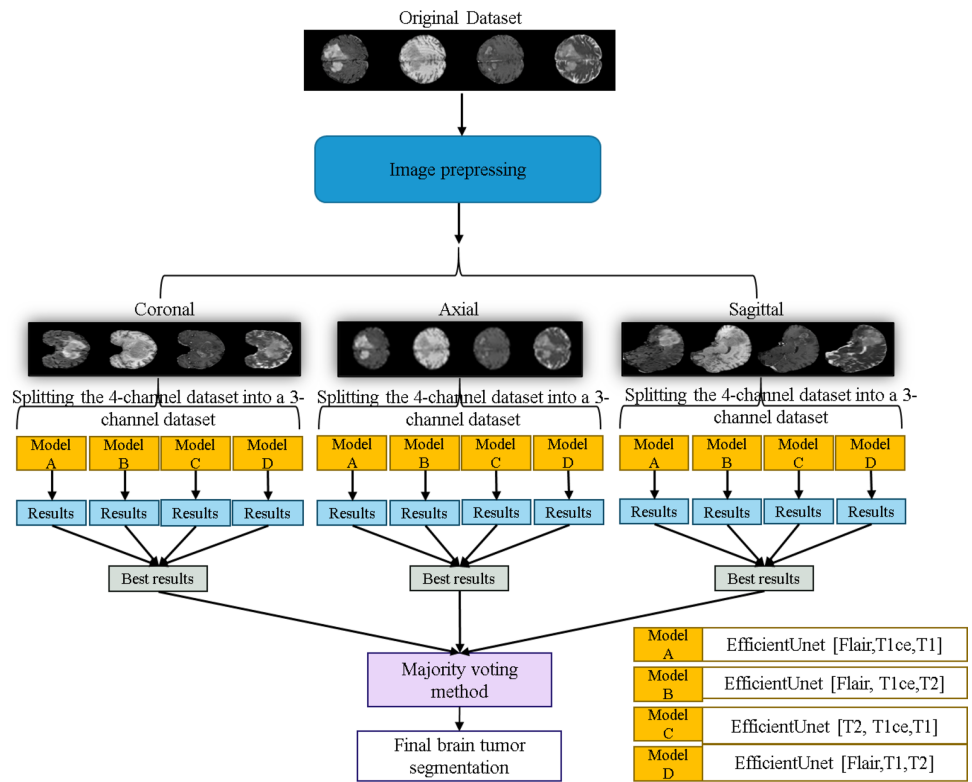 Original Dataset
Image prepressing
Coronal
Axial
Sagittal
Splitting the 4-channel dataset into a 3-
channel dataset
Splitting the 4-channel dataset into a 3-
channel dataset
Splitting the 4-channel dataset into a 3-
channel dataset
Model
A
Model
B
Model
C
Model
D
Model
A
Model
B
Model
C
Model
D
Model
A
Model
B
Model
C
Model
D
Results
Results
Results
Results
Results
Results
Results
Results
Results
Results
Results
Results
Best results
Best results
Best results
Majority voting
method
Final brain tumor
segmentation
Model
A
EfficientUnet [Flair,T1ce,T1]
Model
B
EfficientUnet [Flair, T1ce,T2]
Model
C
EfficientUnet [T2, T1ce,T1]
Model
D
EfficientUnet [Flair,T1,T2]